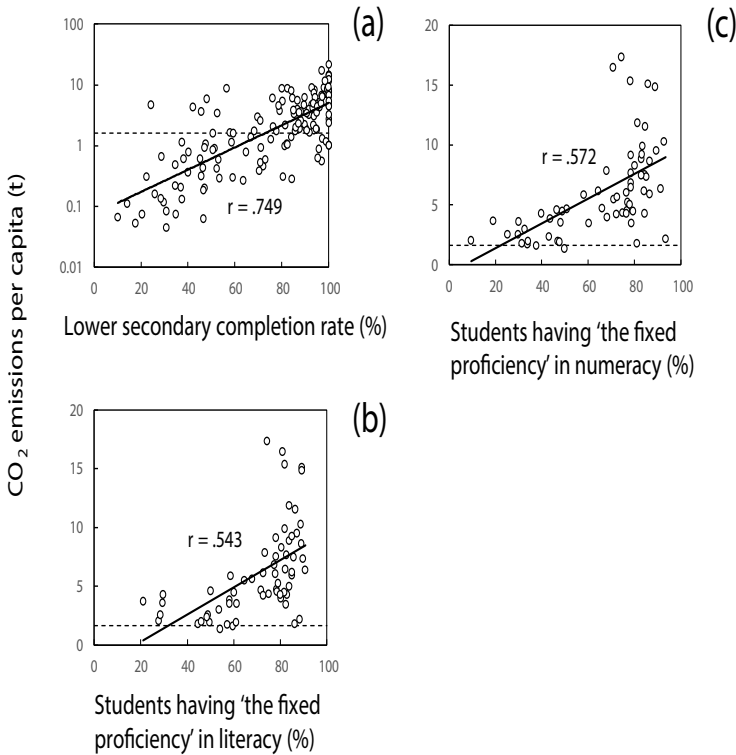 CO₂ emissions per capita (t)
(a)
100
10
1
0.1
0.01
r = .749
0 20 40 60 80 100
Lower secondary completion rate (%)
(c)
20
15
10
5
0
r = .572
0 20 40 60 80 100
Students having ‘the fixed
proficiency’ in numeracy (%)
(b)
20
15
10
5
0
r = .543
0 20 40 60 80 100
Students having ‘the fixed
proficiency’ in literacy (%)